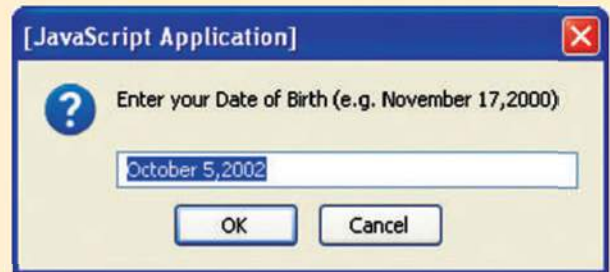 [JavaScript Application]
Enter your Date of Birth (e.g. November 17,2000)
October 5,2002
OK Cancel